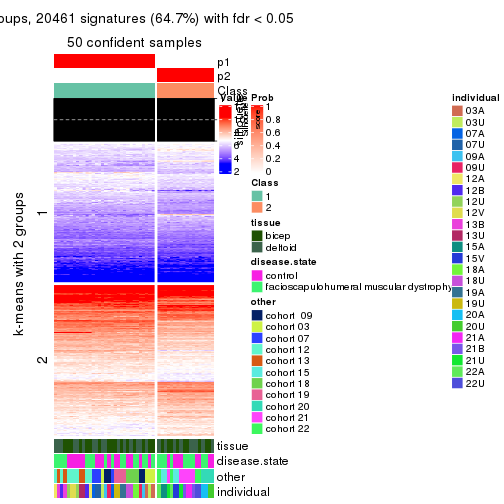 oups, 20461 signatures (64.7%) with fdr < 0.05
50 confident samples
p1
p2
Class
k-means with 2 groups
1
2
tissue
disease.state
other
individual
Value
8
6
4
2
Prob
1
0.8
0.6
0.4
0.2
0
score
Class
1
2
tissue
bicep
deltoid
disease.state
control
facioscapulohumeral muscular dystrophy
other
cohort 09
cohort 03
cohort 07
cohort 12
cohort 13
cohort 15
cohort 18
cohort 19
cohort 20
cohort 21
cohort 22
individual
03A
03U
07A
07U
09A
09U
12A
12B
12U
12V
13B
13U
15A
15V
18A
18U
19A
19U
20A
20U
21A
21B
21U
22A
22U